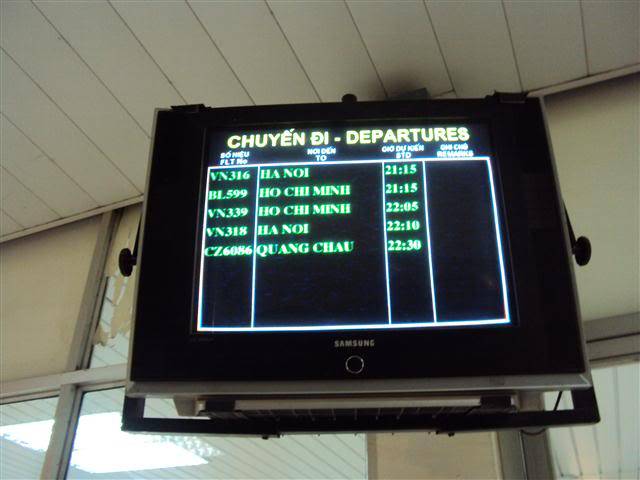 CHUYẾN ĐI - DEPARTURES
SỐ HIỆU NƠI ĐẾN GIỜ DỰ KIẾN GHI CHÚ
FLT No TO STD REMARKS
VN316 HA NOI 21:15
BL599 HO CHI MINH 21:15
VN339 HO CHI MINH 22:05
VN318 HA NOI 22:10
CZ6086 QUANG CHAU 22:30
SAMSUNG